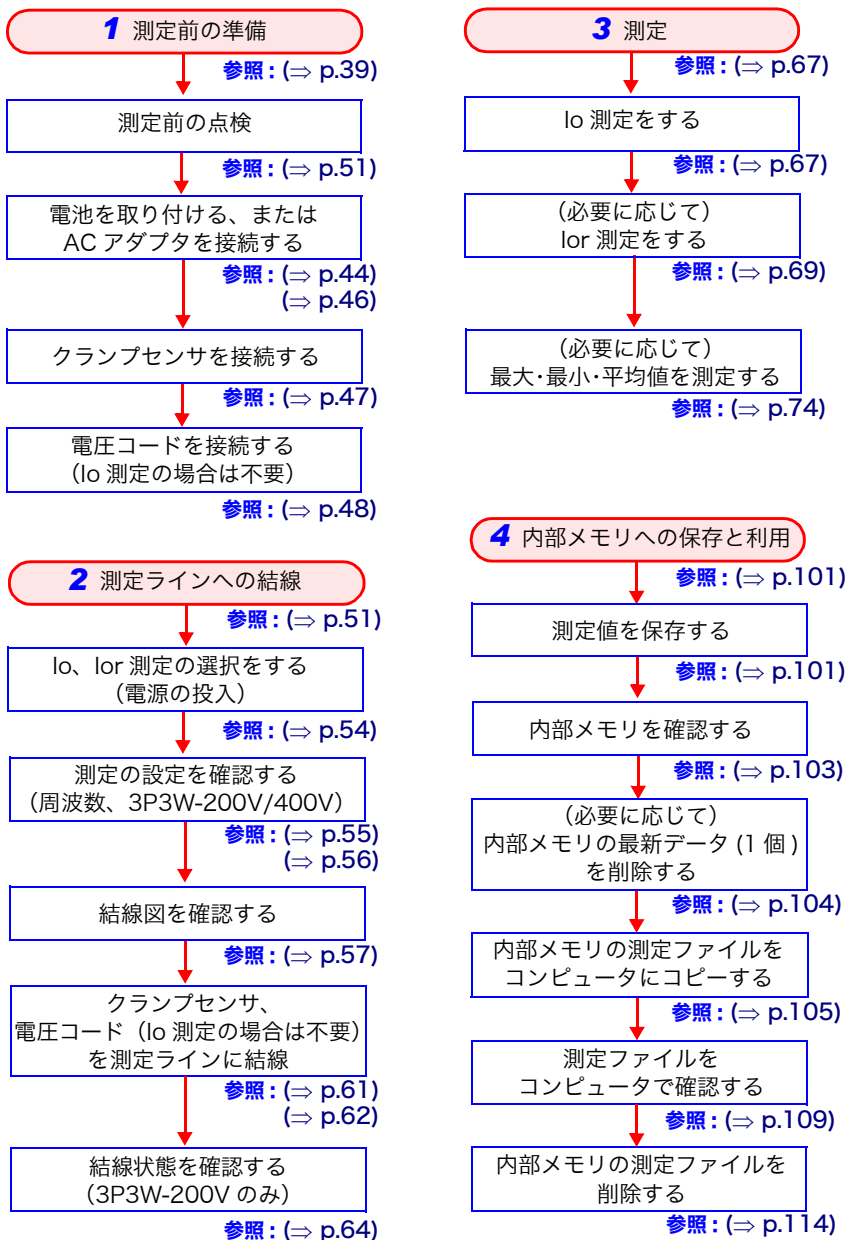 1 測定前の準備
参照 : (⇒ p.39)
測定前の点検
参照 : (⇒ p.51)
電池を取り付ける、または
AC アダプタを接続する
参照 : (⇒ p.44)
(⇒ p.46)
クランプセンサを接続する
参照 : (⇒ p.47)
電圧コードを接続する
（Io 測定の場合は不要）
参照 : (⇒ p.48)
2 測定ラインへの結線
参照 : (⇒ p.51)
Io、Ior 測定の選択をする
（電源の投入）
参照 : (⇒ p.54)
測定の設定を確認する
（周波数、3P3W-200V/400V）
参照 : (⇒ p.55)
(⇒ p.56)
結線図を確認する
参照 : (⇒ p.57)
クランプセンサ、
電圧コード（Io 測定の場合は不要）
を測定ラインに結線
参照 : (⇒ p.61)
(⇒ p.62)
結線状態を確認する
（3P3W-200V のみ）
参照 : (⇒ p.64)
3 測定
参照 : (⇒ p.67)
Io 測定をする
参照 : (⇒ p.67)
（必要に応じて）
Ior 測定をする
参照 : (⇒ p.69)
（必要に応じて）
最大･最小･平均値を測定する
参照 : (⇒ p.74)
4 内部メモリへの保存と利用
参照 : (⇒ p.101)
測定値を保存する
参照 : (⇒ p.101)
内部メモリを確認する
参照 : (⇒ p.103)
（必要に応じて）
内部メモリの最新データ (1 個 )
を削除する
参照 : (⇒ p.104)
内部メモリの測定ファイルを
コンピュータにコピーする
参照 : (⇒ p.105)
測定ファイルを
コンピュータで確認する
参照 : (⇒ p.109)
内部メモリの測定ファイルを
削除する
参照 : (⇒ p.114)